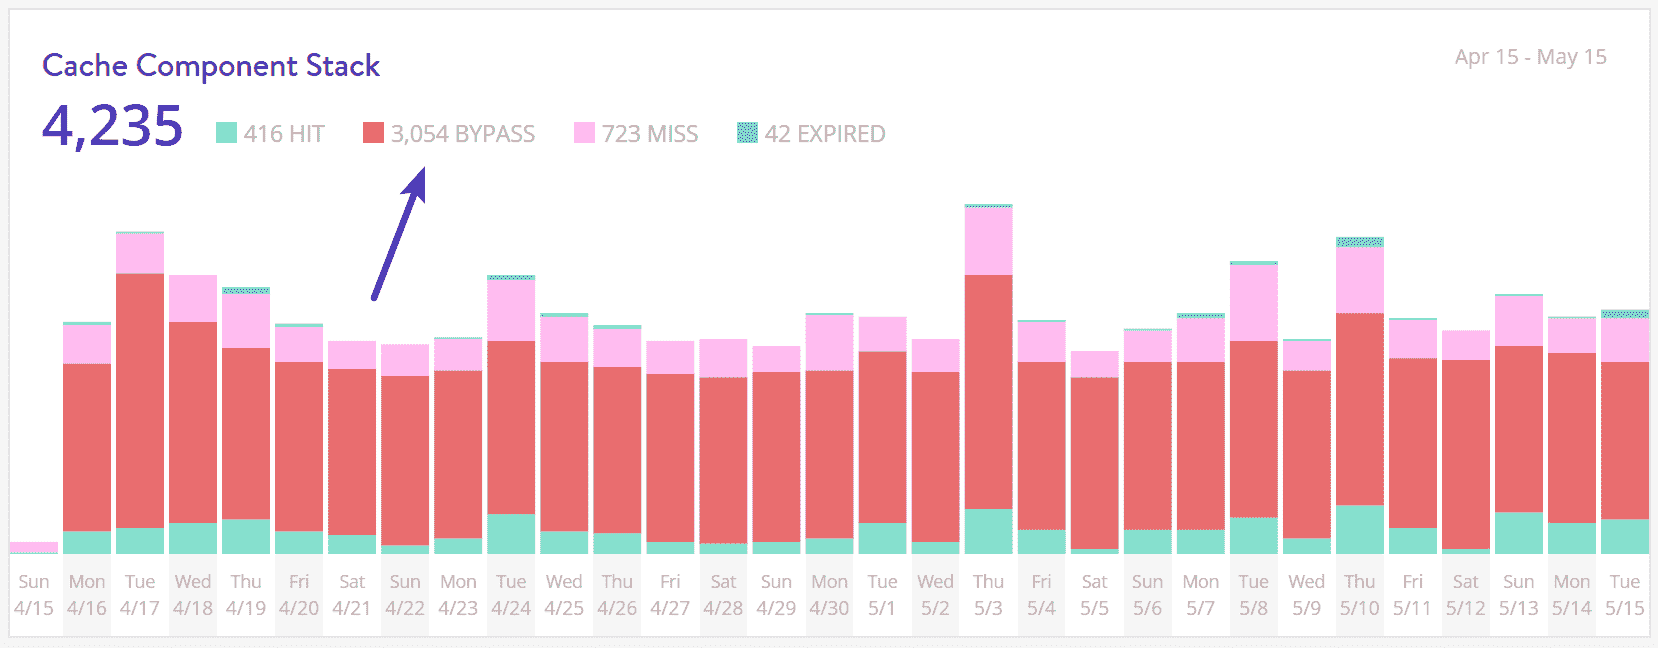 Cache Component Stack
Apr 15 - May 15
4,235 416 HIT 3,054 BYPASS 723 MISS 42 EXPIRED
Sun Mon Tue Wed Thu Fri Sat Sun Mon Tue Wed Thu Fri Sat Sun Mon Tue Wed Thu Fri Sat Sun Mon Tue Wed Thu Fri Sat Sun Mon Tue
4/15 4/16 4/17 4/18 4/19 4/20 4/21 4/22 4/23 4/24 4/25 4/26 4/27 4/28 4/29 4/30 5/1 5/2 5/3 5/4 5/5 5/6 5/7 5/8 5/9 5/10 5/11 5/12 5/13 5/14 5/15